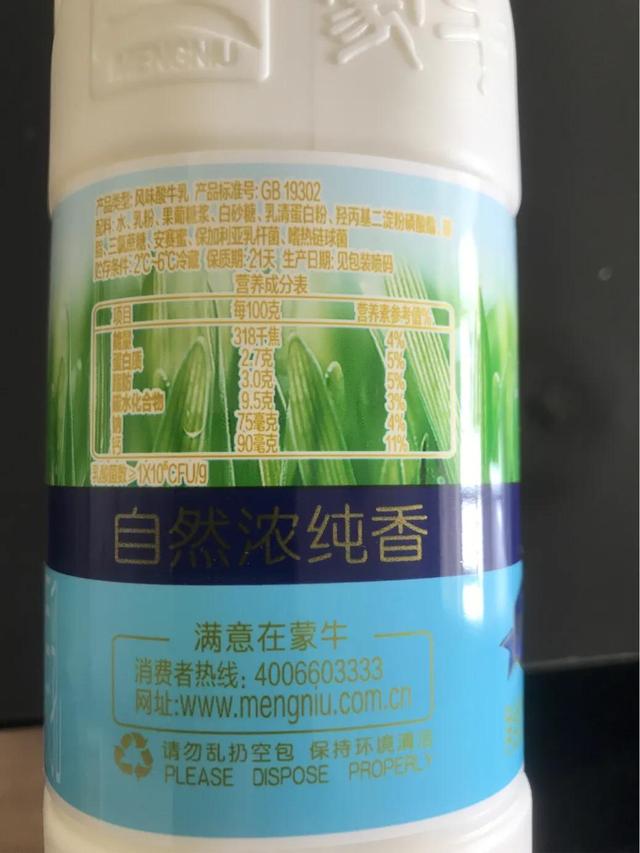 MENGNIU
蒙牛
产品类型: 风味酸牛乳 产品标准号: GB 19302
配料: 水、乳粉、果葡糖浆、白砂糖、乳清蛋白粉、羟丙基二淀粉磷酸酯、
三氯蔗糖、安赛蜜、保加利亚乳杆菌、嗜热链球菌
贮存条件: 2℃-6℃冷藏 保质期: 21天 生产日期: 见包装喷码
营养成分表
项目 每100克 营养素参考值%
能量 318千焦 4%
蛋白质 2.7克 5%
脂肪 3.0克 5%
碳水化合物 9.5克 3%
钠 75毫克 4%
钙 90毫克 11%
乳酸菌数≥1X10⁶CFU/g
自然浓纯香
满意在蒙牛
消费者热线: 4006603333
网址:www.mengniu.com.cn
请勿乱扔空包 保持环境清洁
PLEASE DISPOSE PROPERLY